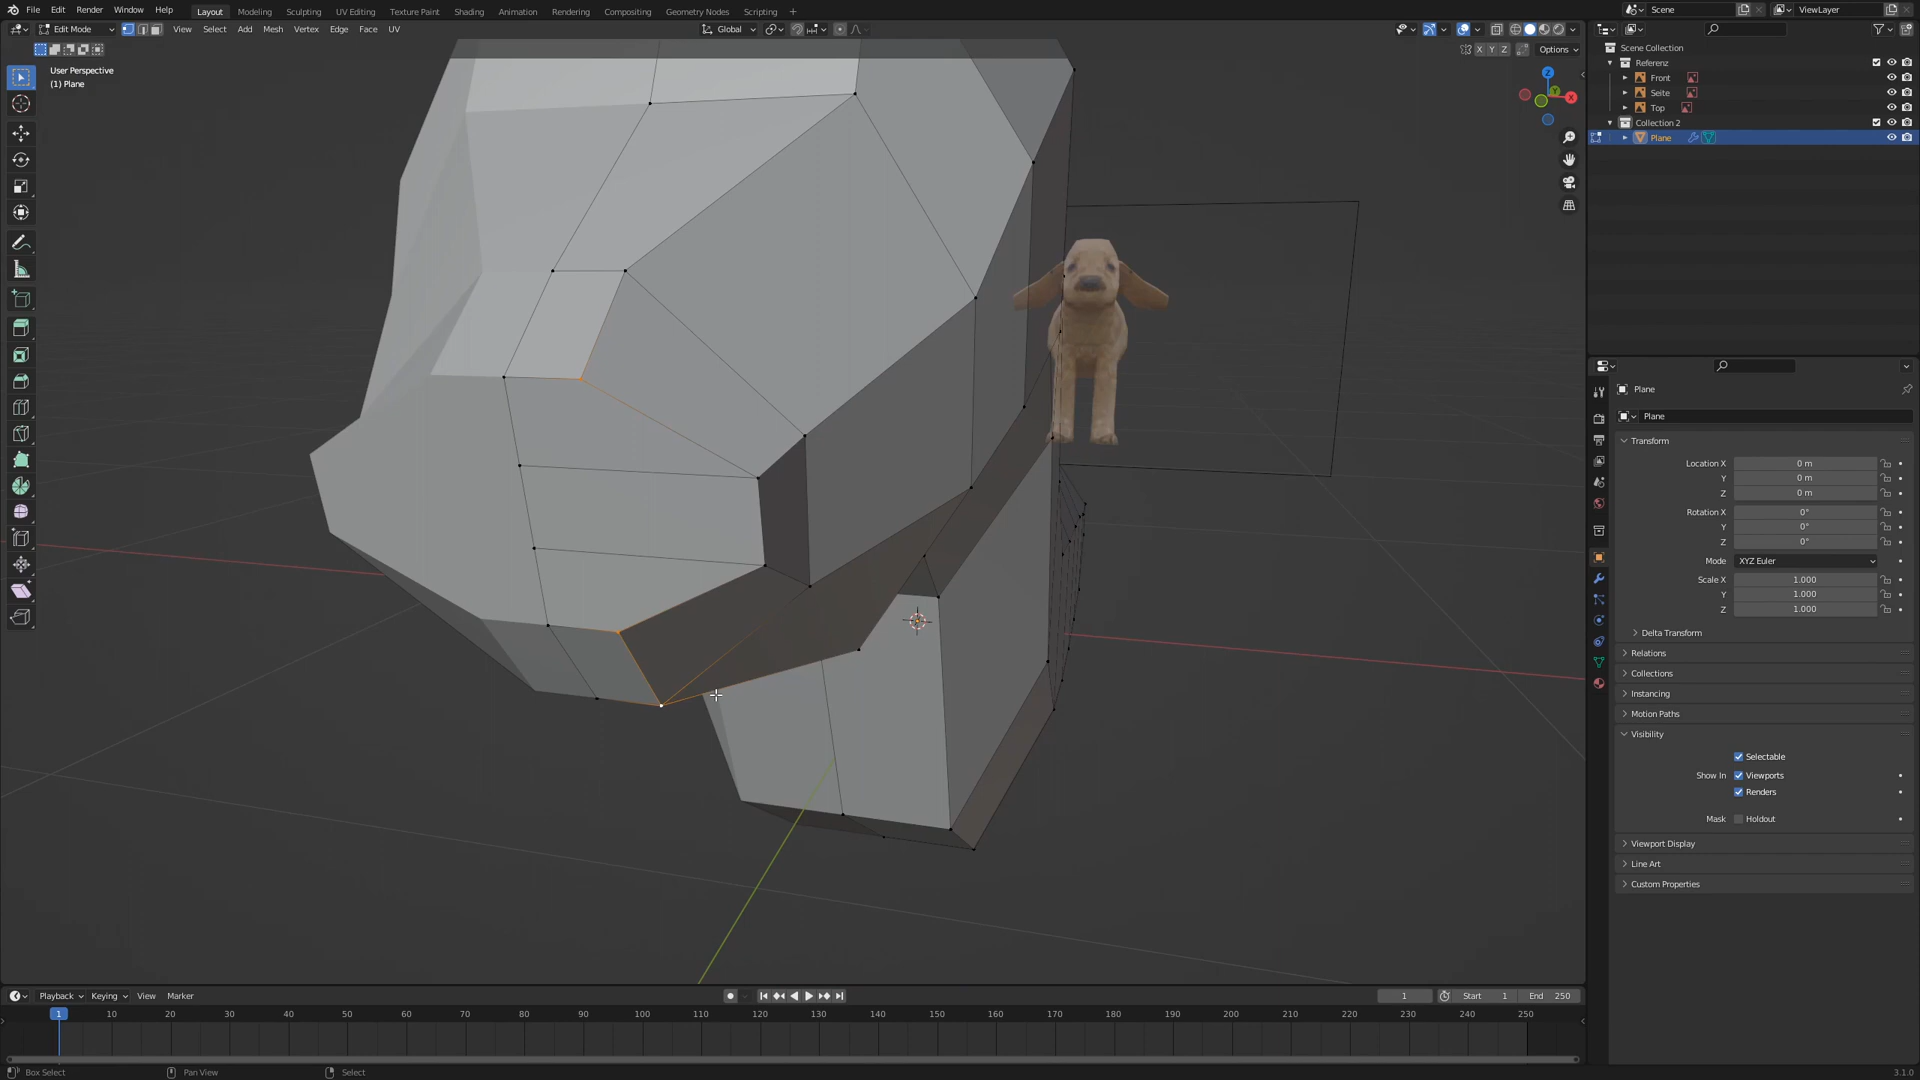 File Edit Render Window Help Layout Modeling Sculpting UV Editing Texture Paint Shading Animation Rendering Compositing Geometry Nodes Scripting + Scene ViewLayer
Edit Mode View Select Add Mesh Vertex Edge Face UV Global
X Y Z Options
User Perspective
(1) Plane
Z
Y
X
Scene Collection
Referenz
Front
Seite
Top
Collection 2
Plane
Plane
Plane
Transform
Location X 0 m
Y 0 m
Z 0 m
Rotation X 0°
Y 0°
Z 0°
Mode XYZ Euler
Scale X 1.000
Y 1.000
Z 1.000
Delta Transform
Relations
Collections
Instancing
Motion Paths
Visibility
Selectable
Show In Viewports
Renders
Mask Holdout
Viewport Display
Line Art
Custom Properties
Playback Keying View Marker 1 Start 1 End 250
1 10 20 30 40 50 60 70 80 90 100 110 120 130 140 150 160 170 180 190 200 210 220 230 240 250
Box Select Pan View Select 3.1.0